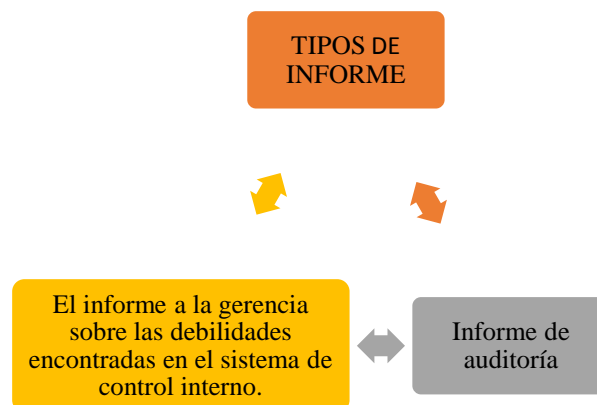 TIPOS DE
INFORME
El informe a la gerencia
sobre las debilidades
encontradas en el sistema de
control interno.
Informe de
auditoría